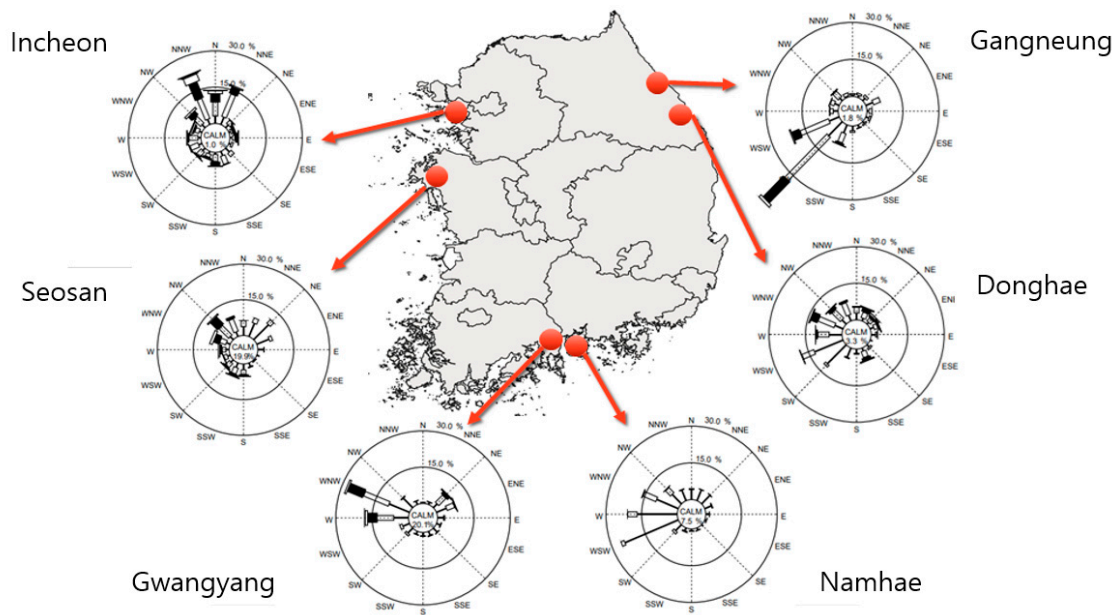 Incheon
N
30.0 %
NNE
NE
ENE
E
ESE
SE
SSE
S
SSW
SW
WSW
W
WNW
NW
NNW
15.0 %
CALM
1.0 %
Gangneung
N
30.0 %
NNE
NE
ENE
E
ESE
SE
SSE
S
SSW
SW
WSW
W
WNW
NW
NNW
15.0 %
CALM
1.8 %
Seosan
N
30.0 %
NNE
NE
ENE
E
ESE
SE
SSE
S
SSW
SW
WSW
W
WNW
NW
NNW
15.0 %
CALM
19.9%
Donghae
N
30.0 %
NNE
NE
ENI
E
ESE
SE
SSE
S
SSW
SW
WSW
W
WNW
NW
NNW
15.0 %
CALM
3.3 %
Gwangyang
N
30.0 %
NNE
NE
ENE
E
ESE
SE
SSE
S
SSW
SW
WSW
W
WNW
NW
NNW
15.0 %
CALM
20.1%
Namhae
N
30.0 %
NNE
NE
ENE
E
ESE
SE
SSE
S
SSW
SW
WSW
W
WNW
NW
NNW
15.0 %
CALM
7.5 %